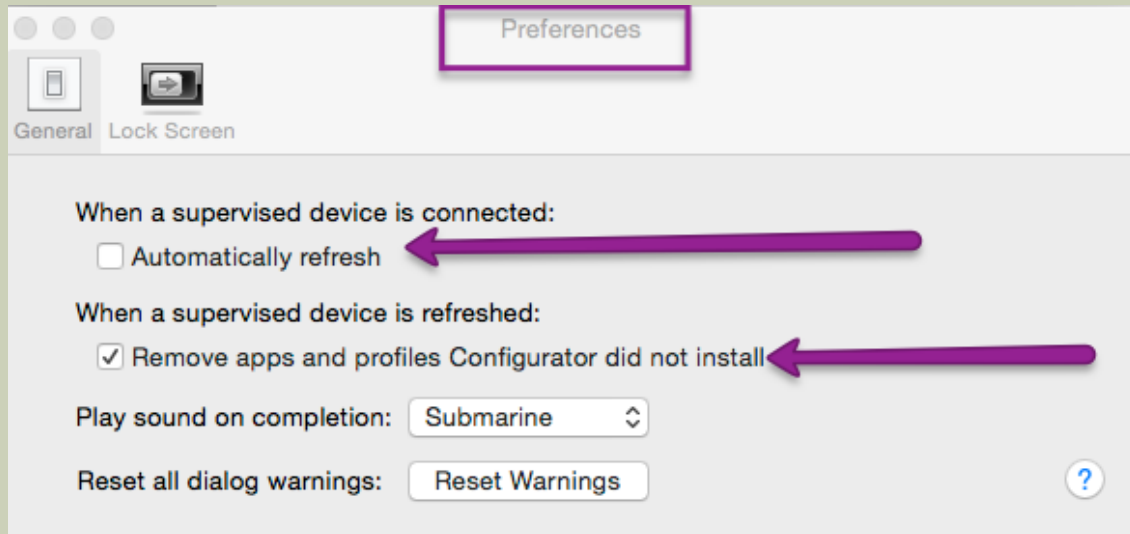 Preferences
General Lock Screen
When a supervised device is connected:
Automatically refresh
When a supervised device is refreshed:
Remove apps and profiles Configurator did not install
Play sound on completion: Submarine
Reset all dialog warnings: Reset Warnings
?